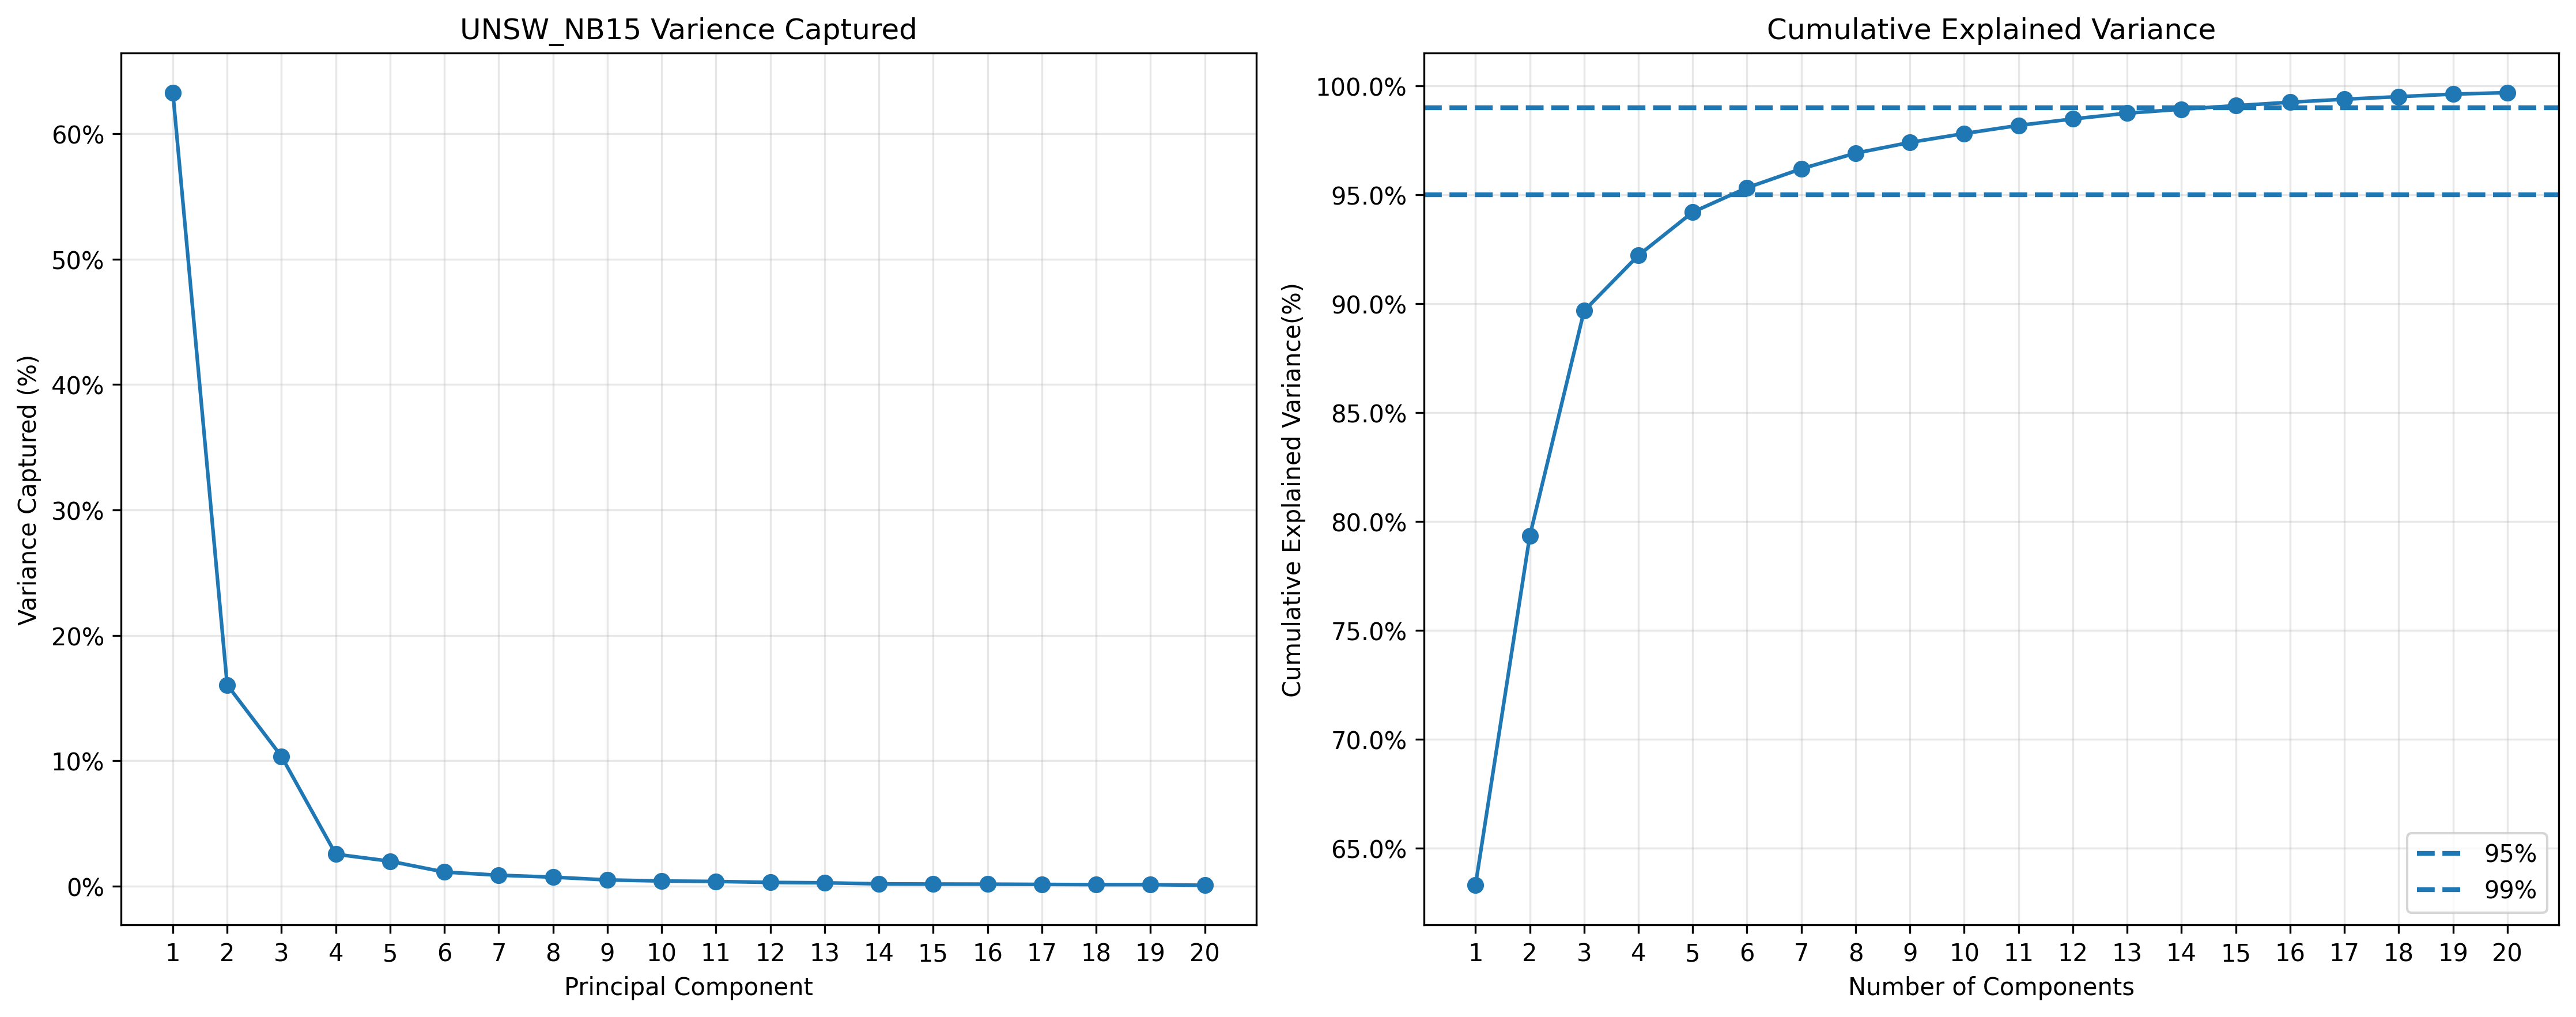 UNSW_NB15 Varience Captured
Variance Captured (%)
60%
50%
40%
30%
20%
10%
0%
1 2 3 4 5 6 7 8 9 10 11 12 13 14 15 16 17 18 19 20
Principal Component
Cumulative Explained Variance
Cumulative Explained Variance(%)
100.0%
95.0%
90.0%
85.0%
80.0%
75.0%
70.0%
65.0%
95%
99%
1 2 3 4 5 6 7 8 9 10 11 12 13 14 15 16 17 18 19 20
Number of Components